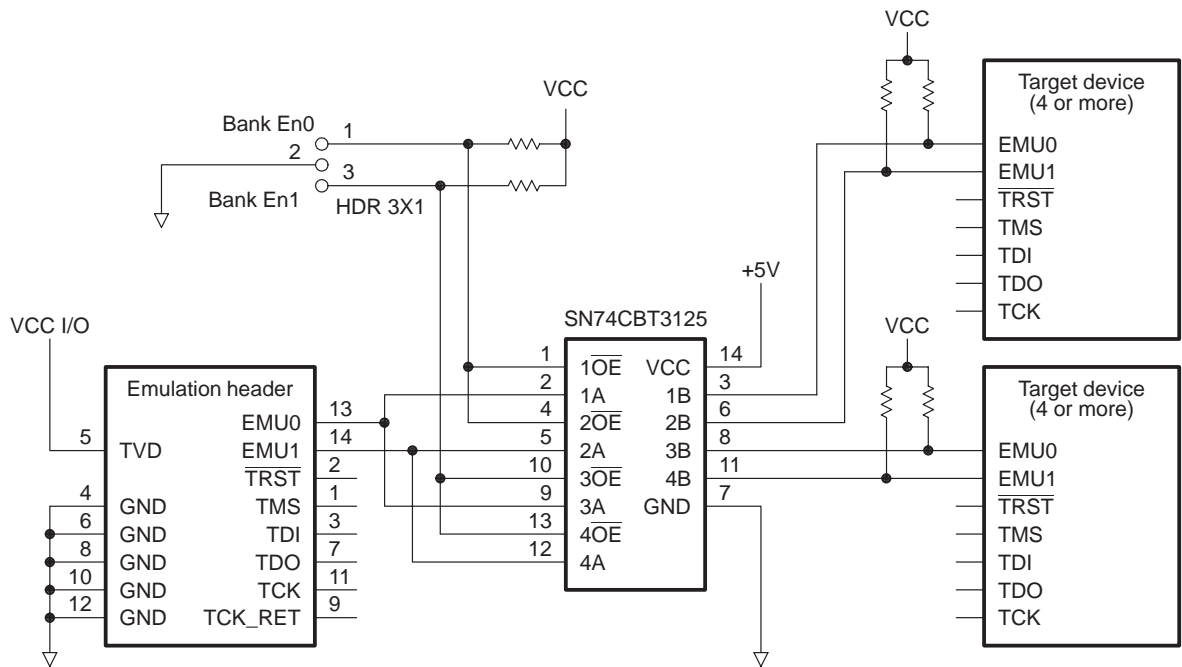 VCC
Target device
(4 or more)
EMU0
EMU1
TRST
TMS
TDI
TDO
TCK
VCC
Bank En0
1
2
3
Bank En1
HDR 3X1
+5V
SN74CBT3125
1 1OE VCC 14
2 1A 1B 3
4 2OE 2B 6
5 2A 3B 8
10 3OE 4B 11
9 3A GND 7
13 4OE
12 4A
VCC I/O
Emulation header
EMU0 13
5 TVD EMU1 14
TRST 2
4 GND TMS 1
6 GND TDI 3
8 GND TDO 7
10 GND TCK 11
12 GND TCK_RET 9
VCC
Target device
(4 or more)
EMU0
EMU1
TRST
TMS
TDI
TDO
TCK